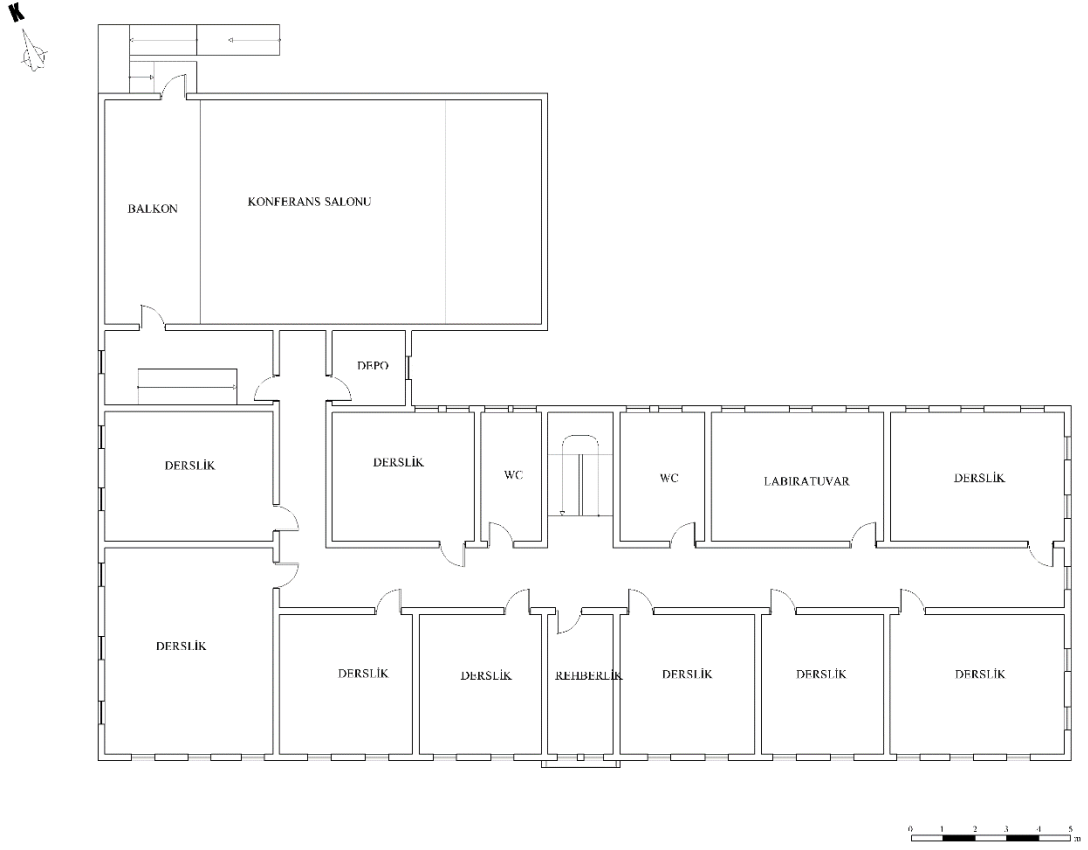 K
BALKON
KONFERANS SALONU
DEPO
DERSLİK
DERSLİK
WC
WC
LABIRATUVAR
DERSLİK
DERSLİK
DERSLİK
DERSLİK
REHBERLİK
DERSLİK
DERSLİK
DERSLİK
0 1 2 3 4 5
m